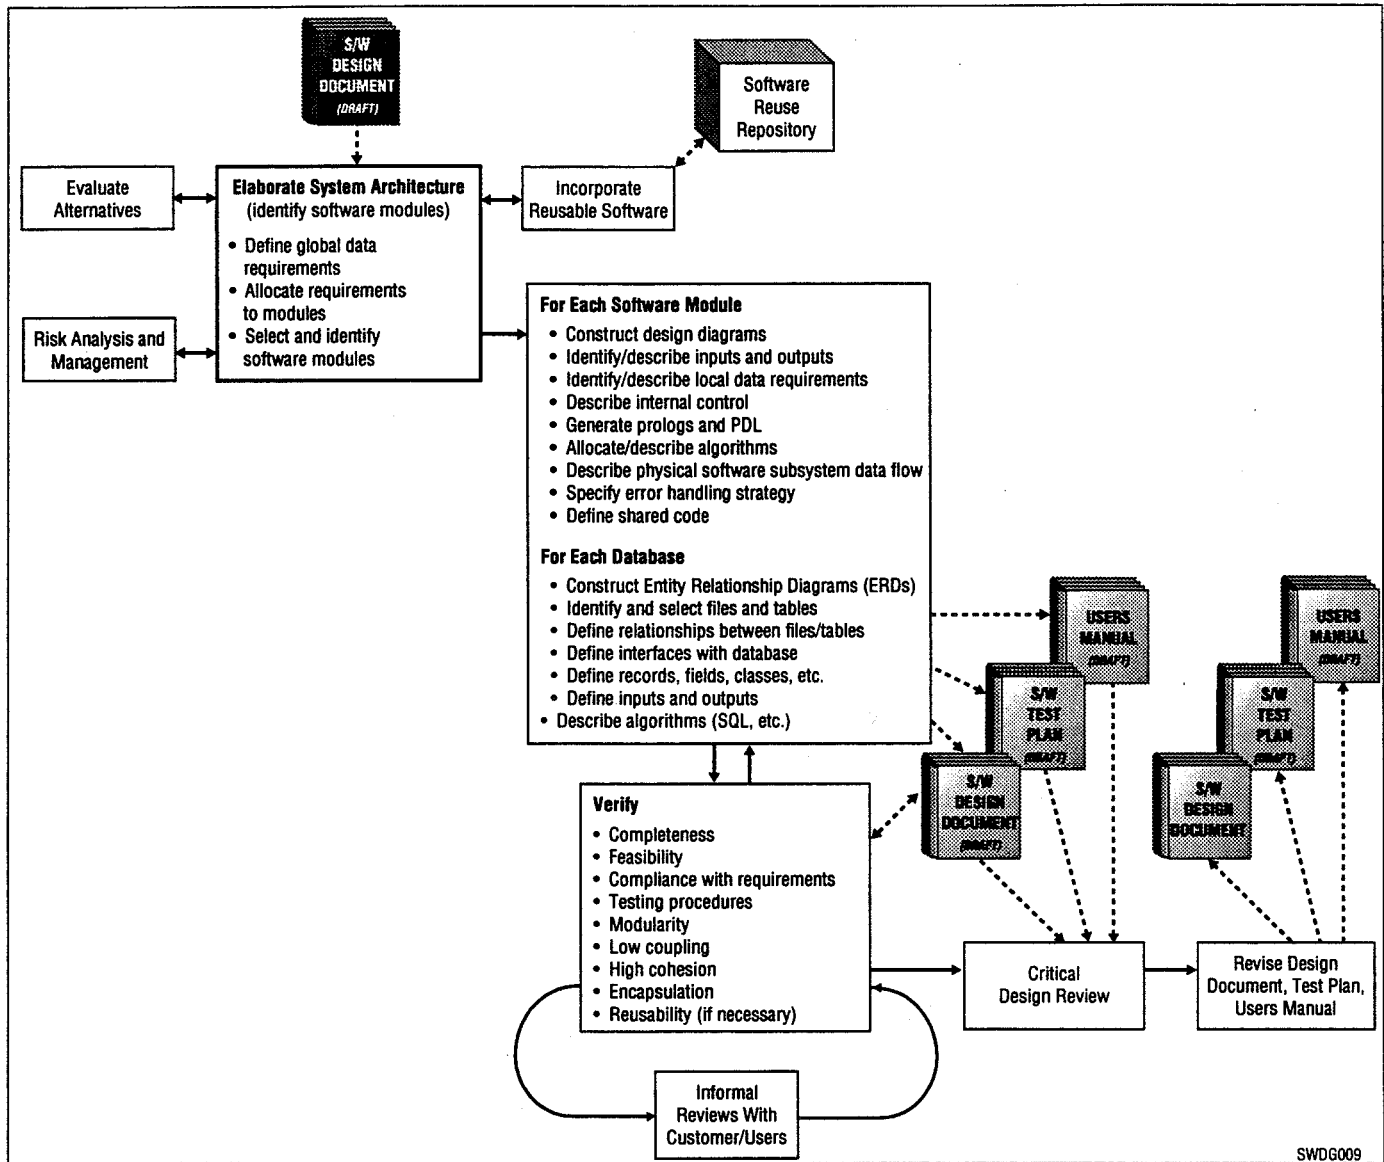 S/W
DESIGN
DOCUMENT
(DRAFT)
Software
Reuse
Repository
Evaluate
Alternatives
Elaborate System Architecture
(identify software modules)
• Define global data
requirements
• Allocate requirements
to modules
• Select and identify
software modules
Incorporate
Reusable Software
Risk Analysis and
Management
For Each Software Module
• Construct design diagrams
• Identify/describe inputs and outputs
• Identify/describe local data requirements
• Describe internal control
• Generate prologs and PDL
• Allocate/describe algorithms
• Describe physical software subsystem data flow
• Specify error handling strategy
• Define shared code
For Each Database
• Construct Entity Relationship Diagrams (ERDs)
• Identify and select files and tables
• Define relationships between files/tables
• Define interfaces with database
• Define records, fields, classes, etc.
• Define inputs and outputs
• Describe algorithms (SQL, etc.)
USERS
MANUAL
(DRAFT)
S/W
TEST
PLAN
(DRAFT)
S/W
DESIGN
DOCUMENT
(DRAFT)
USERS
MANUAL
(DRAFT)
S/W
TEST
PLAN
(DRAFT)
S/W
DESIGN
DOCUMENT
Verify
• Completeness
• Feasibility
• Compliance with requirements
• Testing procedures
• Modularity
• Low coupling
• High cohesion
• Encapsulation
• Reusability (if necessary)
Critical
Design Review
Revise Design
Document, Test Plan,
Users Manual
Informal
Reviews With
Customer/Users
SWDG009